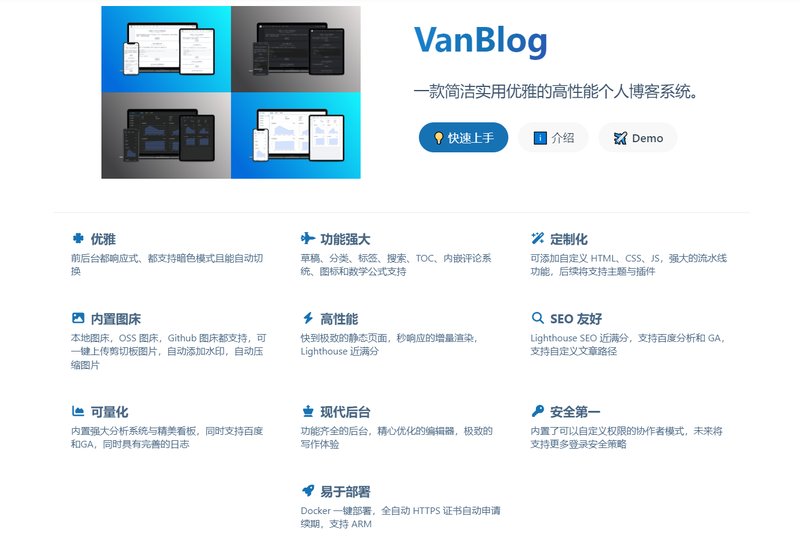 VanBlog
一款简洁实用优雅的高性能个人博客系统。
快速上手
介绍
Demo
优雅
前后台都响应式、都支持暗色模式且能自动切
换
功能强大
草稿、分类、标签、搜索、TOC、内嵌评论系
统、图标和数学公式支持
定制化
可添加自定义 HTML、CSS、JS，强大的流水线
功能，后续将支持主题与插件
内置图床
本地图床，OSS 图床，Github 图床都支持，可
一键上传剪切板图片，自动添加水印，自动压
缩图片
高性能
快到极致的静态页面，秒响应的增量渲染，
Lighthouse 近满分
SEO 友好
Lighthouse SEO 近满分，支持百度分析和 GA，
支持自定义文章路径
可量化
内置强大分析系统与精美看板，同时支持百度
和GA，同时具有完善的日志
现代后台
功能齐全的后台，精心优化的编辑器，极致的
写作体验
安全第一
内置了可以自定义权限的协作者模式，未来将
支持更多登录安全策略
易于部署
Docker 一键部署，全自动 HTTPS 证书自动申请
续期，支持 ARM